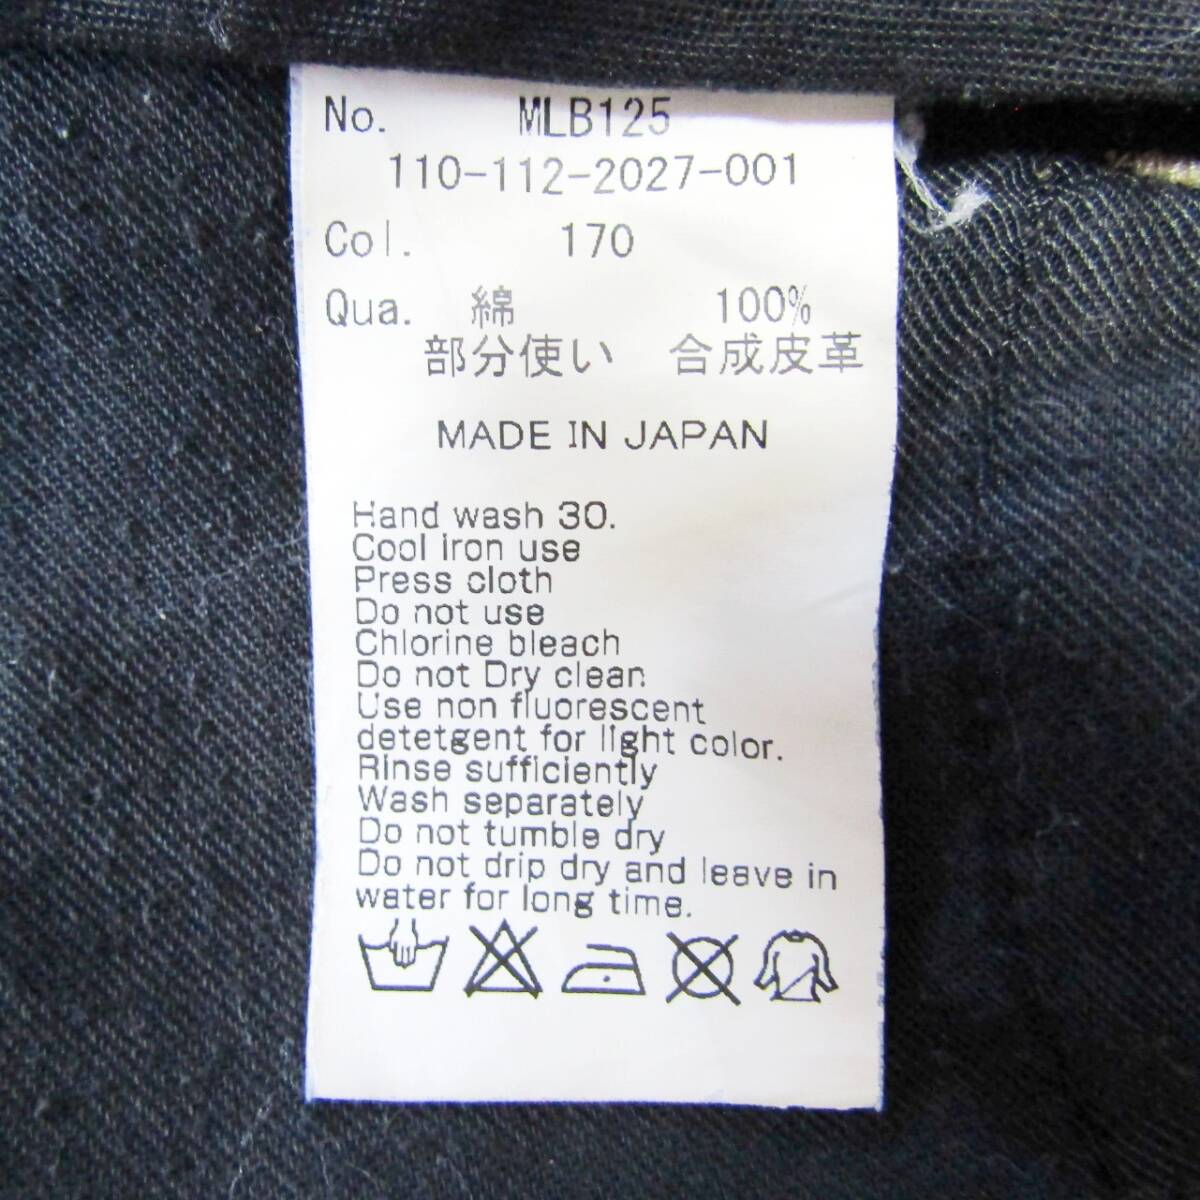 No. MLB125
110-112-2027-001
Col. 170
Qua. 綿 100%
部分使い 合成皮革
MADE IN JAPAN
Hand wash 30.
Cool iron use
Press cloth
Do not use
Chlorine bleach
Do not Dry clean
Use non fluorescent
detetgent for light color.
Rinse sufficiently
Wash separately
Do not tumble dry
Do not drip dry and leave in
water for long time.